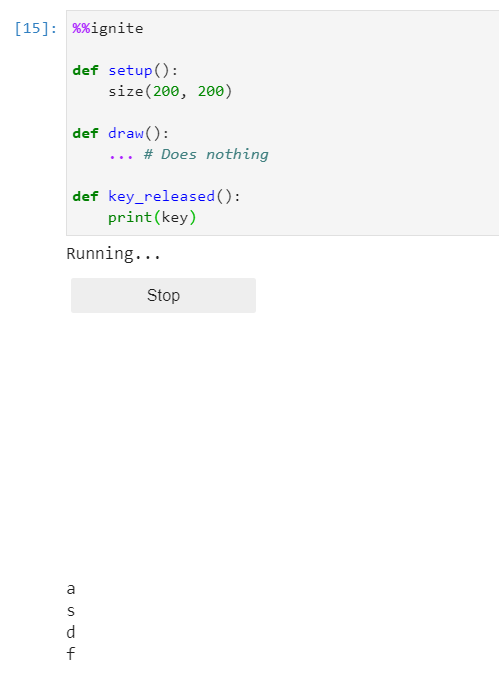 [15]: %%ignite
def setup():
    size(200, 200)
def draw():
    ... # Does nothing
def key_released():
    print(key)
Running...
Stop
a
s
d
f